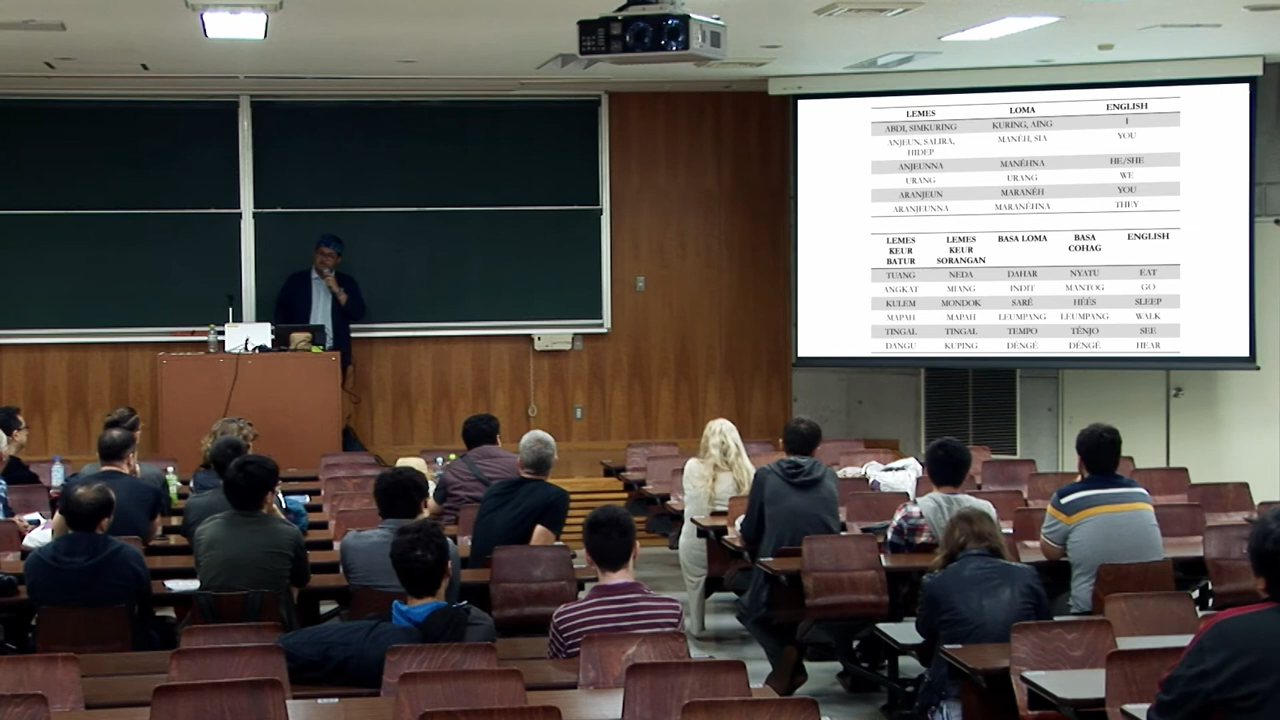 LEMES LOMA ENGLISH
ABDI, SIMKURING KURING, AING I
ANJEUN, SALIRA, MANÉH, SIA YOU
HIDEP
ANJEUNNA MANÉHNA HE/SHE
URANG URANG WE
ARANJEUN MARANÉH YOU
ARANJEUNNA MARANÉHNA THEY
LEMES LEMES BASA LOMA BASA ENGLISH
KEUR KEUR COHAG
BATUR SORANGAN
TUANG NEDA DAHAR NYATU EAT
ANGKAT MIANG INDIT MANTOG GO
KULEM MONDOK SARÉ HÉÉS SLEEP
MAPAH MAPAH LEUMPANG LEUMPANG WALK
TINGAL TINGAL TEMPO TÉNJO SEE
DANGU KUPING DÉNGÉ DÉNGÉ HEAR